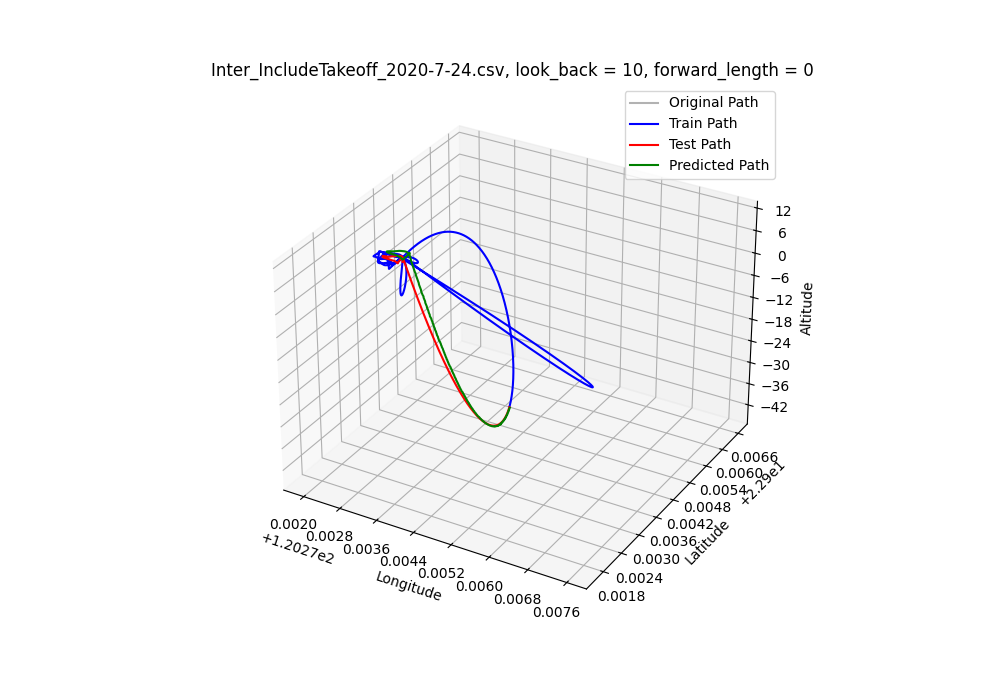 Inter_IncludeTakeoff_2020-7-24.csv, look_back = 10, forward_length = 0
Original Path
Train Path
Test Path
Predicted Path
12
6
0
−6
−12
−18
−24
−30
−36
−42
Altitude
0.0066
0.0060
0.0054
0.0048
0.0042
0.0036
0.0030
0.0024
0.0018
+2.29e1
Latitude
0.0020
0.0028
0.0036
0.0044
0.0052
0.0060
0.0068
0.0076
+1.2027e2
Longitude